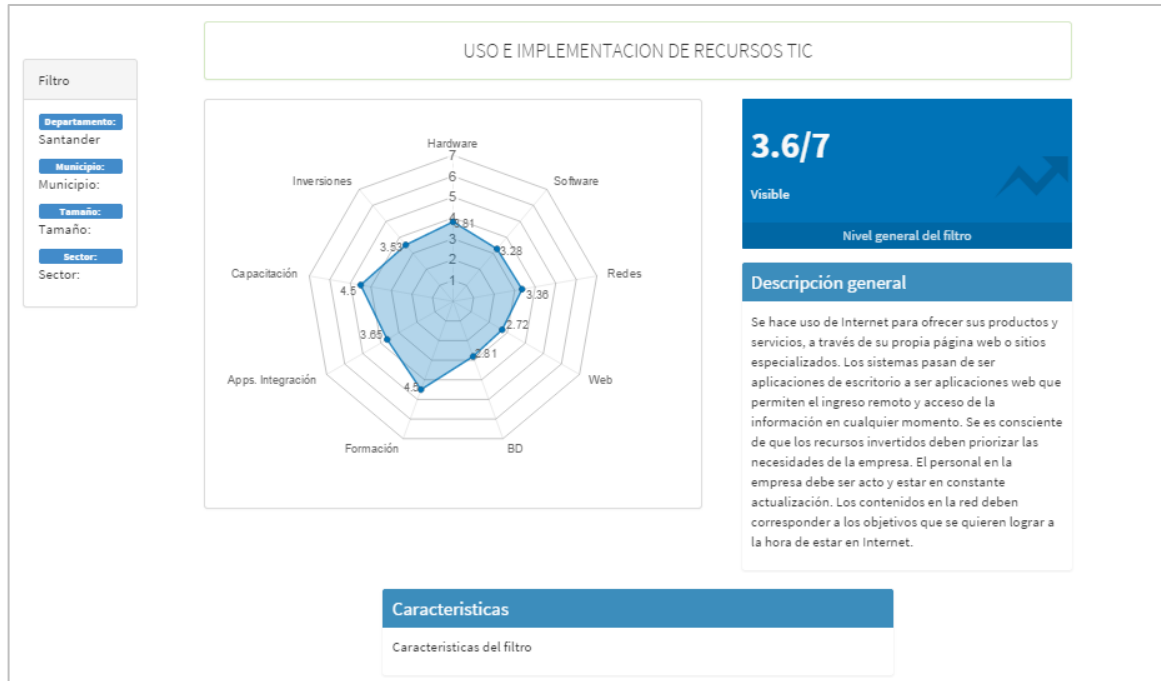 USO E IMPLEMENTACION DE RECURSOS TIC
Filtro
Departamento:
Santander
Municipio:
Municipio:
Tamaño:
Tamaño:
Sector:
Sector:
Hardware
7
6
5
4
3
2
1
Software
Redes
Web
BD
Formación
Apps. Integración
Capacitación
Inversiones
3.81
3.28
3.36
2.72
2.81
4.5
3.65
4.5
3.53
3.6/7
Visible
Nivel general del filtro
Descripción general
Se hace uso de Internet para ofrecer sus productos y
servicios, a través de su propia página web o sitios
especializados. Los sistemas pasan de ser
aplicaciones de escritorio a ser aplicaciones web que
permiten el ingreso remoto y acceso de la
información en cualquier momento. Se es consciente
de que los recursos invertidos deben priorizar las
necesidades de la empresa. El personal en la
empresa debe ser acto y estar en constante
actualización. Los contenidos en la red deben
corresponder a los objetivos que se quieren lograr a
la hora de estar en Internet.
Caracteristicas
Caracteristicas del filtro